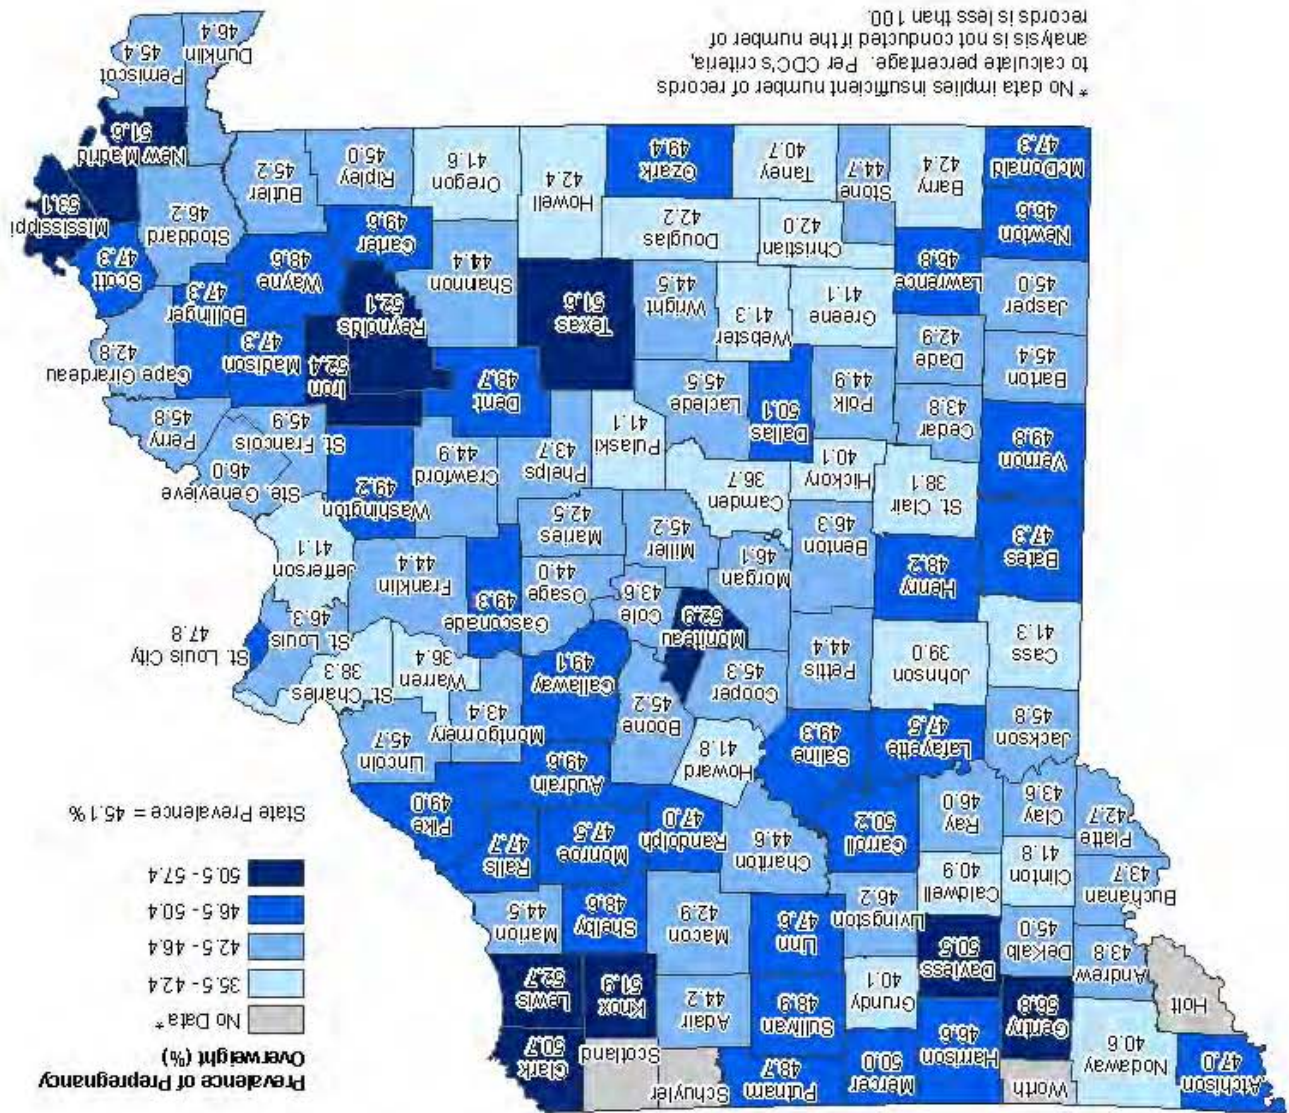 Atchison
47.0
Nodaway
40.6
Worth
Gentry
56.8
Harrison
46.6
Mercer
50.0
Putnam
48.7
Schuyler
Scotland
Clark
50.7
Holt
Andrew
43.8
DeKalb
45.0
Daviess
50.5
Grundy
40.1
Sullivan
48.9
Adair
44.2
Knox
51.9
Lewis
52.7
Buchanan
43.7
Clinton
41.8
Caldwell
40.9
Livingston
46.2
Linn
47.6
Macon
42.9
Shelby
48.6
Marion
44.5
Platte
42.7
Clay
43.6
Ray
46.0
Carroll
50.2
Chariton
44.6
Randolph
47.0
Monroe
47.5
Ralls
47.7
Pike
49.0
Jackson
45.8
Lafayette
47.5
Saline
49.3
Howard
41.8
Boone
45.2
Audrain
49.6
Callaway
49.1
Montgomery
43.4
Lincoln
45.7
Cass
41.3
Johnson
39.0
Pettis
44.4
Cooper
45.3
Moniteau
52.9
Cole
43.6
Osage
44.0
Gasconade
49.3
Warren
36.4
St. Charles
38.3
St. Louis
46.3
St. Louis City
47.8
Franklin
44.4
Jefferson
41.1
Bates
47.3
Henry
48.2
Benton
46.3
Morgan
46.1
Miller
45.2
Maries
42.5
Vernon
49.8
St. Clair
38.1
Hickory
40.1
Camden
36.7
Pulaski
41.1
Phelps
43.7
Crawford
44.9
Washington
49.2
Ste. Genevieve
46.0
St.
Francois
45.9
Perry
45.8
Barton
45.4
Cedar
43.8
Dade
42.9
Polk
44.9
Dallas
50.1
Laclede
45.5
Dent
48.7
Iron
52.4
Madison
47.3
Cape Girardeau
42.8
Jasper
45.0
Greene
41.1
Webster
41.3
Wright
44.5
Texas
51.6
Shannon
44.4
Reynolds
52.1
Wayne
48.6
Bollinger
47.3
Scott
47.3
Newton
46.6
Lawrence
46.8
Christian
42.0
Douglas
42.2
Howell
42.4
Carter
49.6
Stoddard
46.2
Mississippi
53.1
McDonald
47.3
Barry
42.4
Stone
44.7
Taney
40.7
Ozark
49.4
Oregon
41.6
Ripley
45.0
Butler
45.2
New Madrid
51.6
Dunklin
46.4
Pemiscot
45.4
Prevalence of Prepregnancy
Overweight (%)
No Data*
35.5 - 42.4
42.5 - 46.4
46.5 - 50.4
50.5 - 57.4
State Prevalence = 45.1%
* No data implies insufficient number of records
to calculate percentage. Per CDC's criteria,
analysis is not conducted if the number of
records is less than 100.